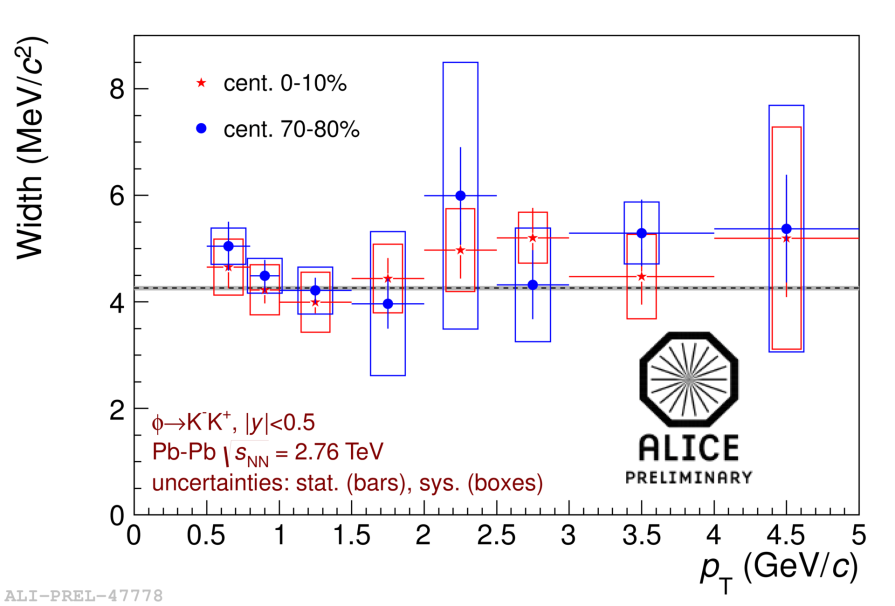 Width (MeV/c²)
8
6
4
2
0
cent. 0-10%
cent. 70-80%
ϕ→K⁻K⁺, |y|<0.5
Pb-Pb √sNN = 2.76 TeV
uncertainties: stat. (bars), sys. (boxes)
ALICE
PRELIMINARY
0 0.5 1 1.5 2 2.5 3 3.5 4 4.5 5
pT (GeV/c)
ALI-PREL-47778